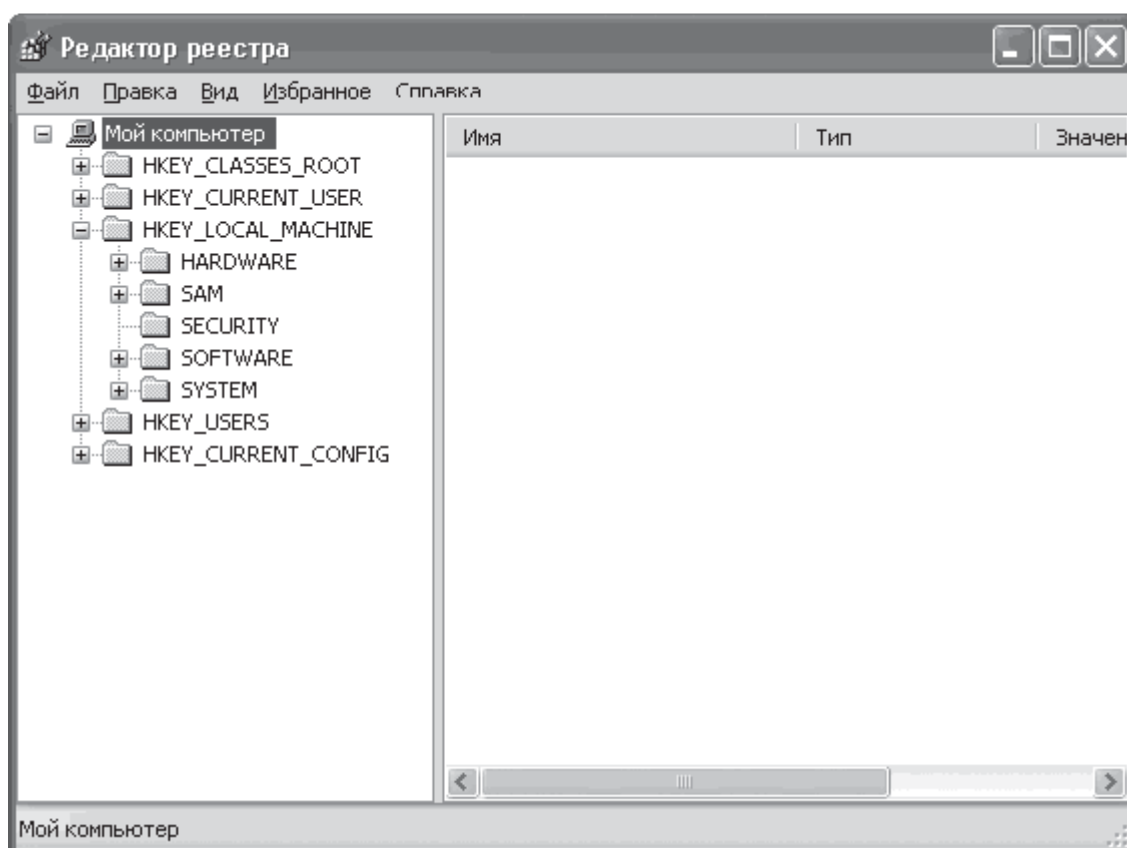 Редактор реестра
Файл Правка Вид Избранное Справка
Мой компьютер
HKEY_CLASSES_ROOT
HKEY_CURRENT_USER
HKEY_LOCAL_MACHINE
HARDWARE
SAM
SECURITY
SOFTWARE
SYSTEM
HKEY_USERS
HKEY_CURRENT_CONFIG
Имя Тип Значен
Мой компьютер